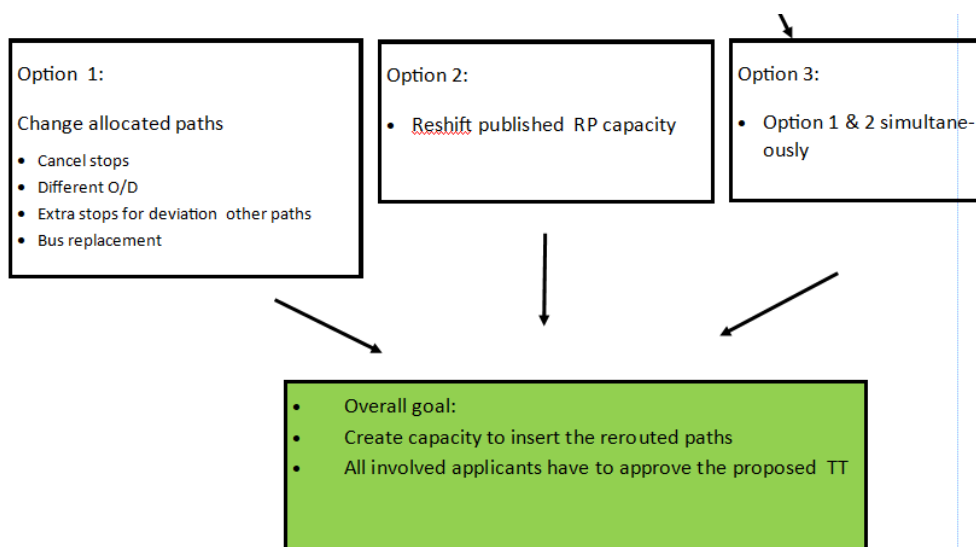 Option 1:
Change allocated paths
• Cancel stops
• Different O/D
• Extra stops for deviation other paths
• Bus replacement
Option 2:
• Reshift published RP capacity
Option 3:
• Option 1 & 2 simultane-
ously
• Overall goal:
• Create capacity to insert the rerouted paths
• All involved applicants have to approve the proposed TT